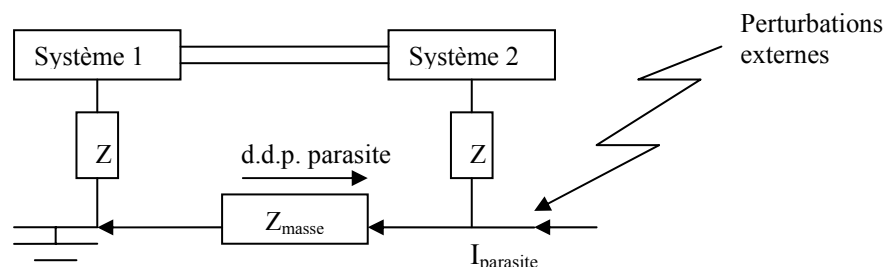 Perturbations
externes
Système 1
Système 2
Z
d.d.p. parasite
Z
Zmasse
Iparasite